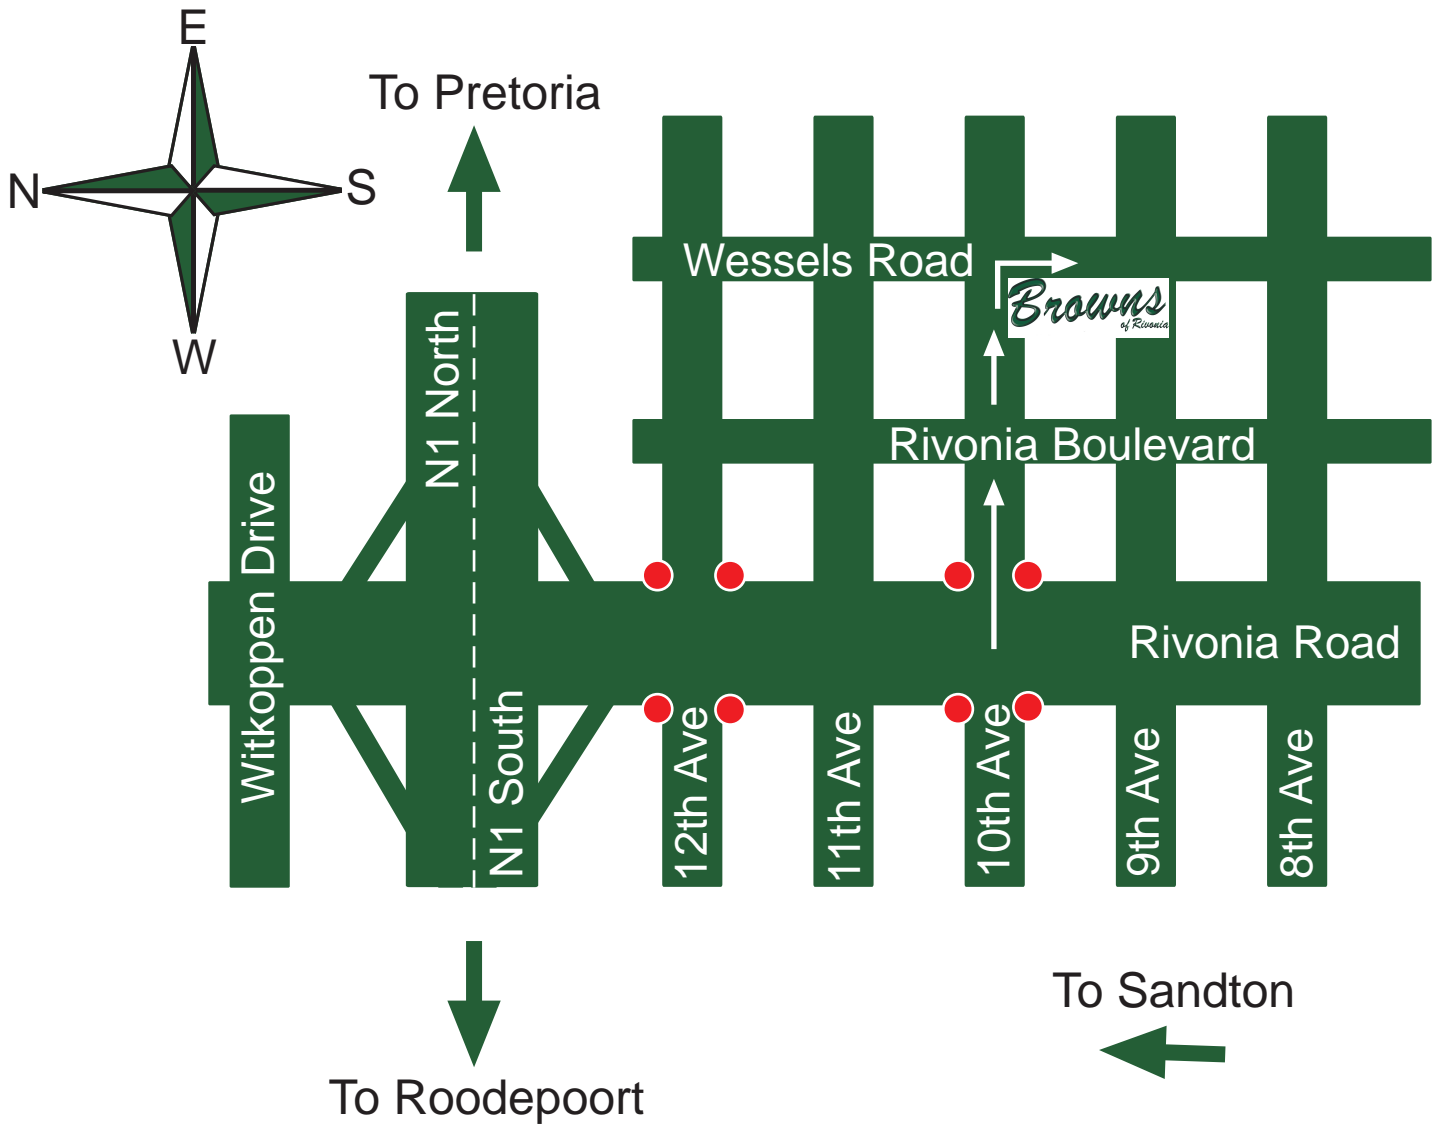 E
To Pretoria
N
S
Wessels Road
Browns
of Rivonia
W
N1 North
Rivonia Boulevard
Witkoppen Drive
Rivonia Road
N1 South
12th Ave
11th Ave
10th Ave
9th Ave
8th Ave
To Sandton
To Roodepoort